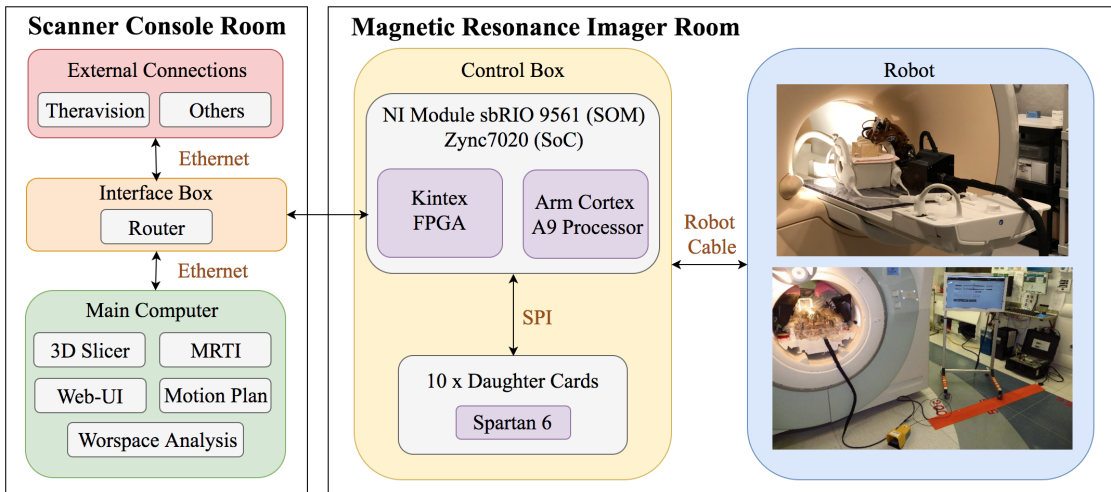 Scanner Console Room
External Connections
Theravision
Others
Ethernet
Interface Box
Router
Ethernet
Main Computer
3D Slicer
MRTI
Web-UI
Motion Plan
Worspace Analysis
Magnetic Resonance Imager Room
Control Box
NI Module sbRIO 9561 (SOM)
Zync7020 (SoC)
Kintex
FPGA
Arm Cortex
A9 Processor
SPI
10 x Daughter Cards
Spartan 6
Robot
Cable
Robot